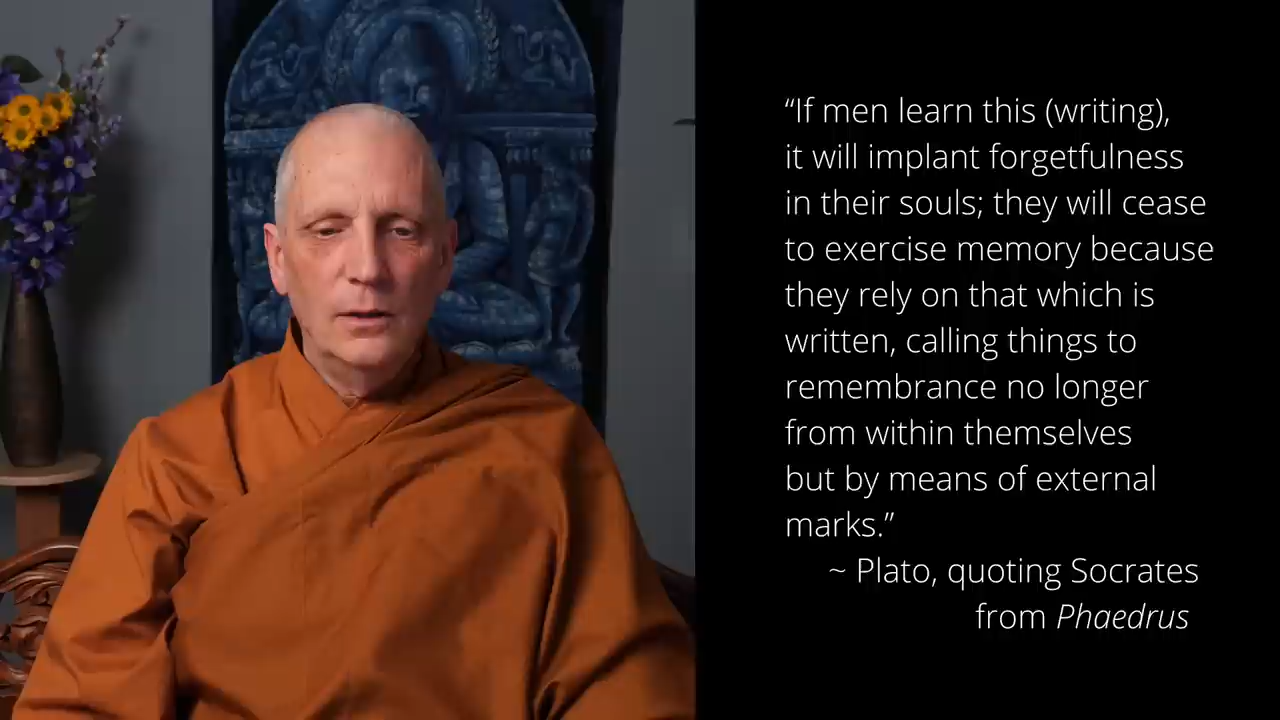 “If men learn this (writing),
it will implant forgetfulness
in their souls; they will cease
to exercise memory because
they rely on that which is
written, calling things to
remembrance no longer
from within themselves
but by means of external
marks.”
~ Plato, quoting Socrates
from Phaedrus